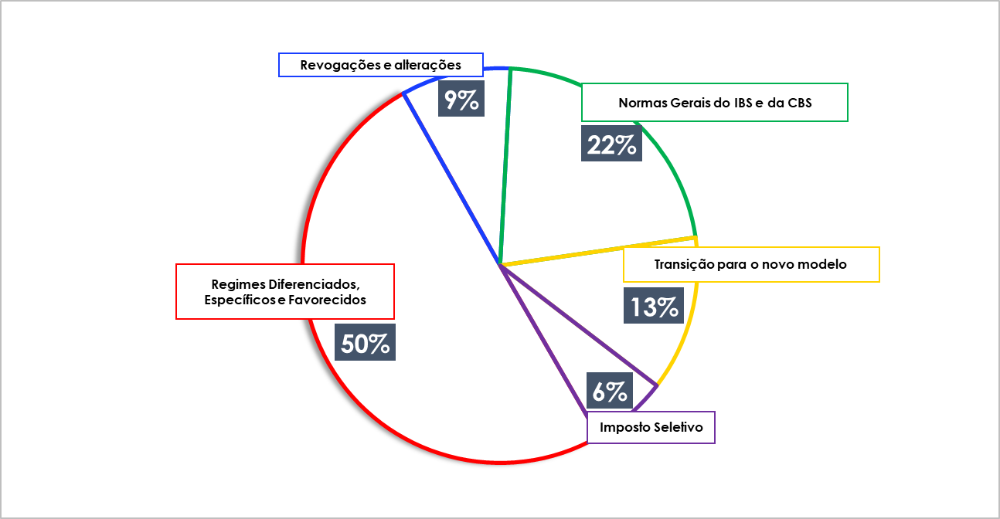 Revogações e alterações
9%
Normas Gerais do IBS e da CBS
22%
Transição para o novo modelo
13%
Regimes Diferenciados,
Específicos e Favorecidos
50%
6%
Imposto Seletivo